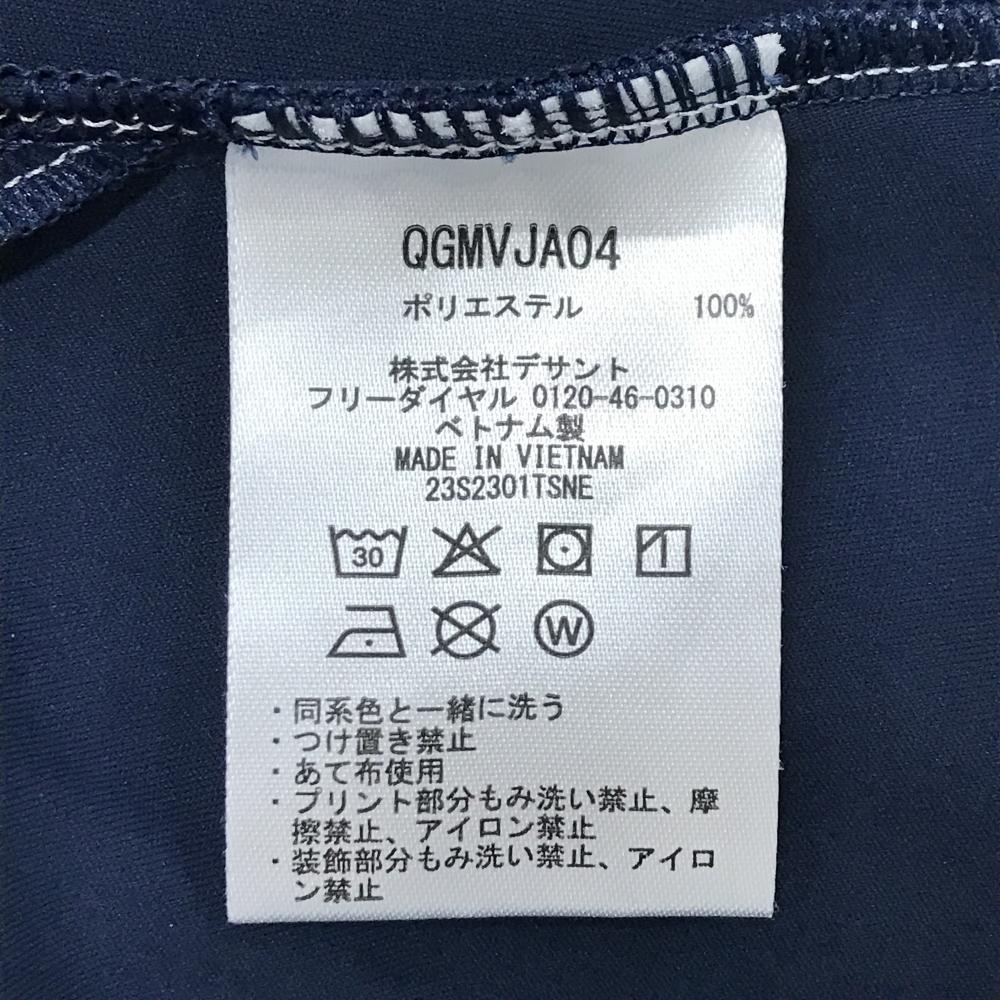 QGMVJA04
ポリエステル 100%
株式会社デサント
フリーダイヤル 0120-46-0310
ベトナム製
MADE IN VIETNAM
23S2301TSNE
30
W
・同系色と一緒に洗う
・つけ置き禁止
・あて布使用
・プリント部分もみ洗い禁止、摩
擦禁止、アイロン禁止
・装飾部分もみ洗い禁止、アイロ
ン禁止